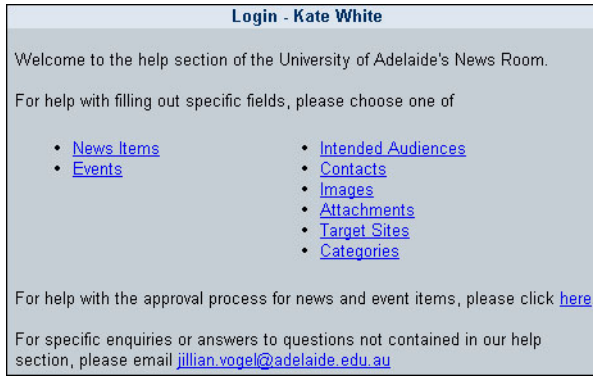 Login - Kate White
Welcome to the help section of the University of Adelaide's News Room.
For help with filling out specific fields, please choose one of
• News Items
• Events
• Intended Audiences
• Contacts
• Images
• Attachments
• Target Sites
• Categories
For help with the approval process for news and event items, please click here
For specific enquiries or answers to questions not contained in our help
section, please email jillian.vogel@adelaide.edu.au